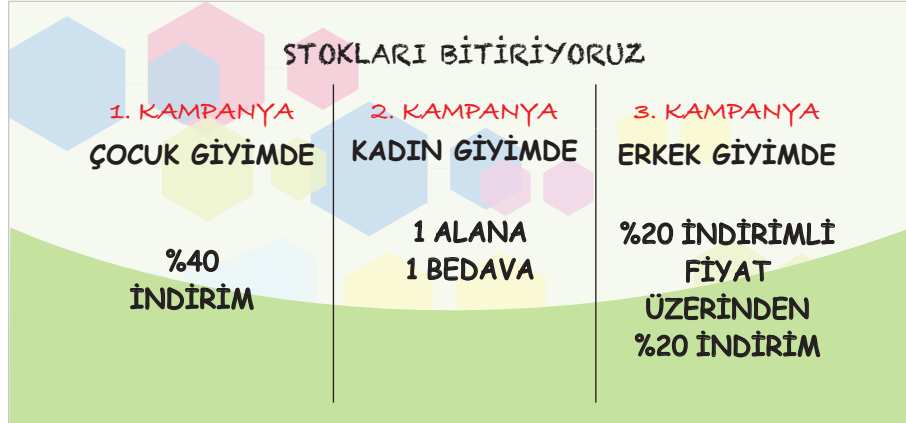 STOKLARI BİTİRİYORUZ
1. KAMPANYA
ÇOCUK GİYİMDE
%40
İNDİRİM
2. KAMPANYA
KADIN GİYİMDE
1 ALANA
1 BEDAVA
3. KAMPANYA
ERKEK GİYİMDE
%20 İNDİRİMLİ
FİYAT
ÜZERİNDEN
%20 İNDİRİM